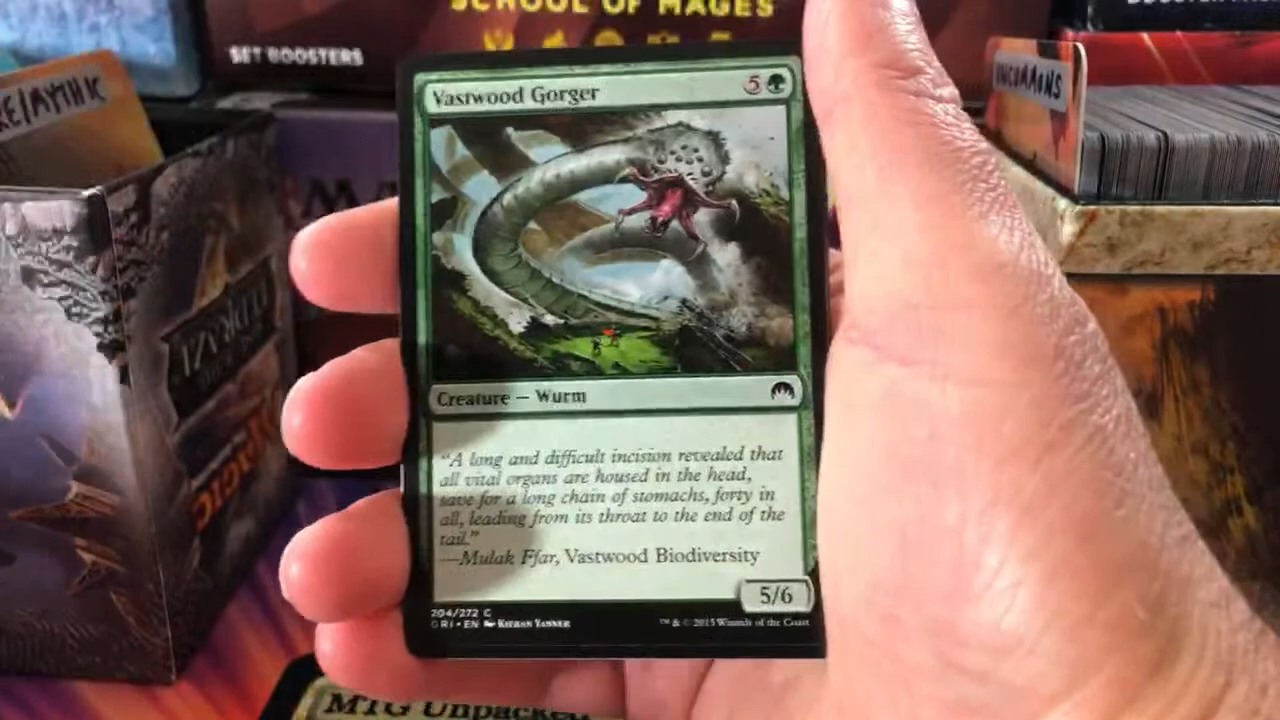 SCHOOL OF MAGES
SET BOOSTERS
RE/MYTHIC
UNCOMMONS
Vastwood Gorger
5
Creature — Wurm
"A long and difficult incision revealed that
all vital organs are housed in the head,
save for a long chain of stomachs, forty in
all, leading from its throat to the end of the
tail."
—Mulak Ffar, Vastwood Biodiversity
5/6
204/272 C
ORI • EN Kieran Yanner
™ & © 2015 Wizards of the Coast
MTG Unpacked